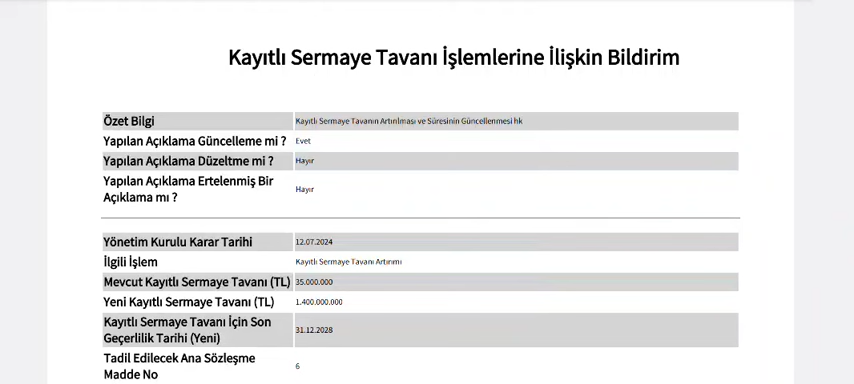 Kayıtlı Sermaye Tavanı İşlemlerine İlişkin Bildirim
Özet Bilgi Kayıtlı Sermaye Tavanın Artırılması ve Süresinin Güncellenmesi hk
Yapılan Açıklama Güncelleme mi ? Evet
Yapılan Açıklama Düzeltme mi ? Hayır
Yapılan Açıklama Ertelenmiş Bir
Açıklama mı ? Hayır
Yönetim Kurulu Karar Tarihi 12.07.2024
İlgili İşlem Kayıtlı Sermaye Tavanı Artırımı
Mevcut Kayıtlı Sermaye Tavanı (TL) 35.000.000
Yeni Kayıtlı Sermaye Tavanı (TL) 1.400.000.000
Kayıtlı Sermaye Tavanı İçin Son
Geçerlilik Tarihi (Yeni) 31.12.2028
Tadil Edilecek Ana Sözleşme
Madde No 6